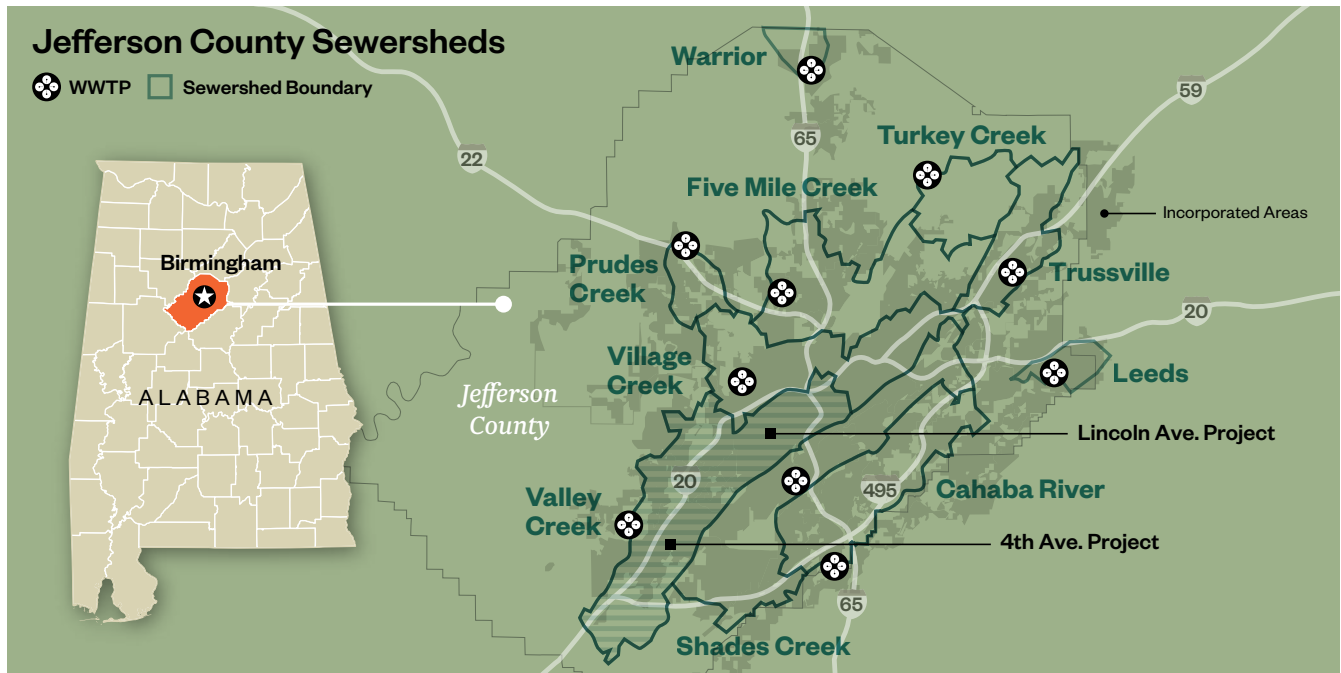 Jefferson County Sewersheds
WWTP
Sewershed Boundary
Warrior
59
65
Turkey Creek
22
Five Mile Creek
Incorporated Areas
Birmingham
Prudes
Creek
Trussville
20
Village
Creek
Leeds
ALABAMA
Jefferson
County
Lincoln Ave. Project
20
495
Cahaba River
Valley
Creek
4th Ave. Project
65
Shades Creek